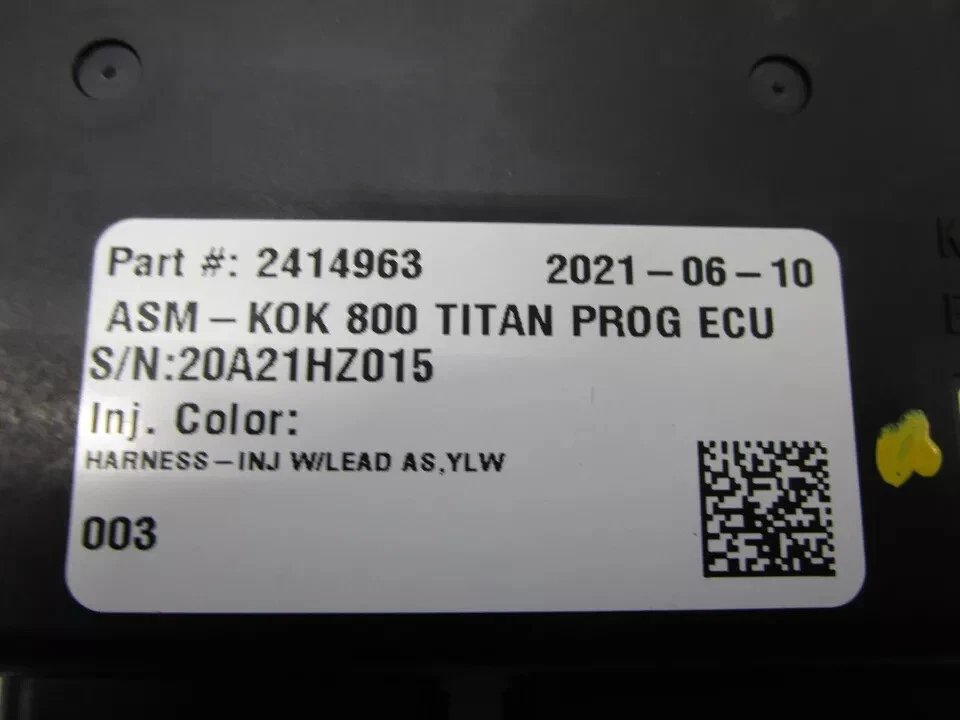 Part #: 2414963 2021-06-10
ASM-KOK 800 TITAN PROG ECU
S/N:20A21HZ015
Inj. Color:
HARNESS-INJ W/LEAD AS,YLW
003